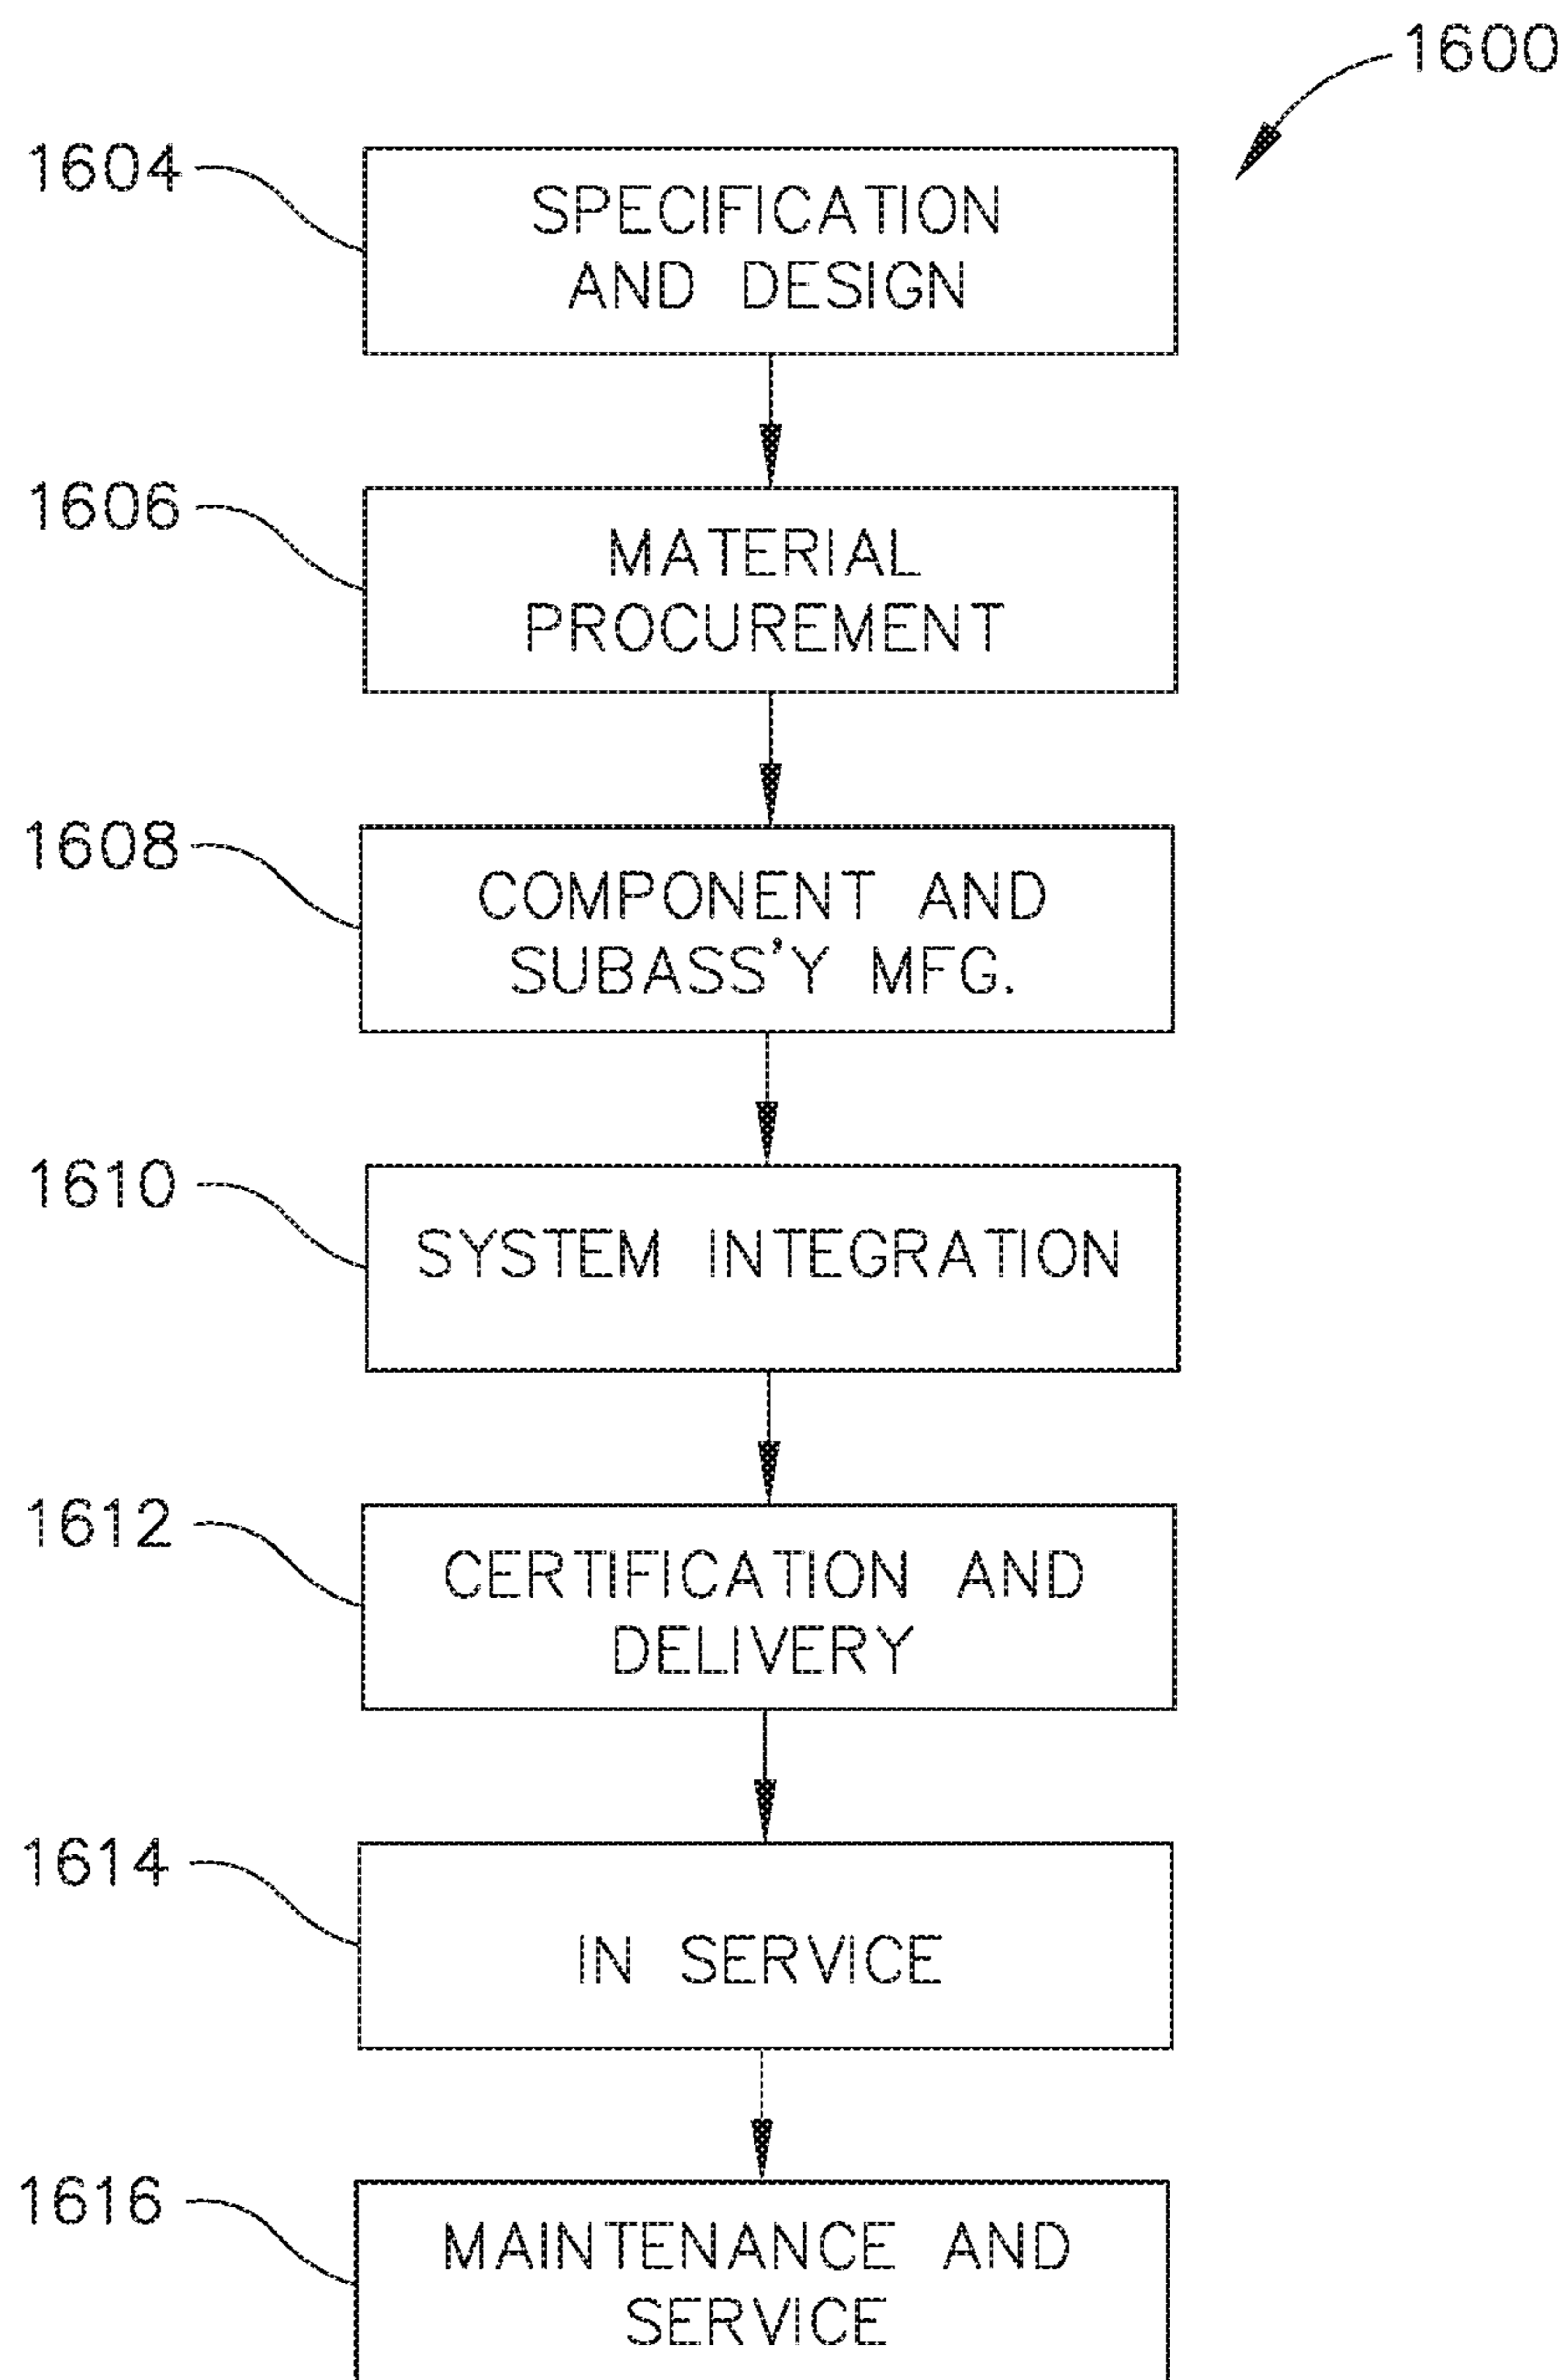 1600
1604
SPECIFICATION
AND DESIGN
1606
MATERIAL
PROCUREMENT
1608
COMPONENT AND
SUBASS'Y MFG.
1610
SYSTEM INTEGRATION
1612
CERTIFICATION AND
DELIVERY
1614
IN SERVICE
1616
MAINTENANCE AND
SERVICE